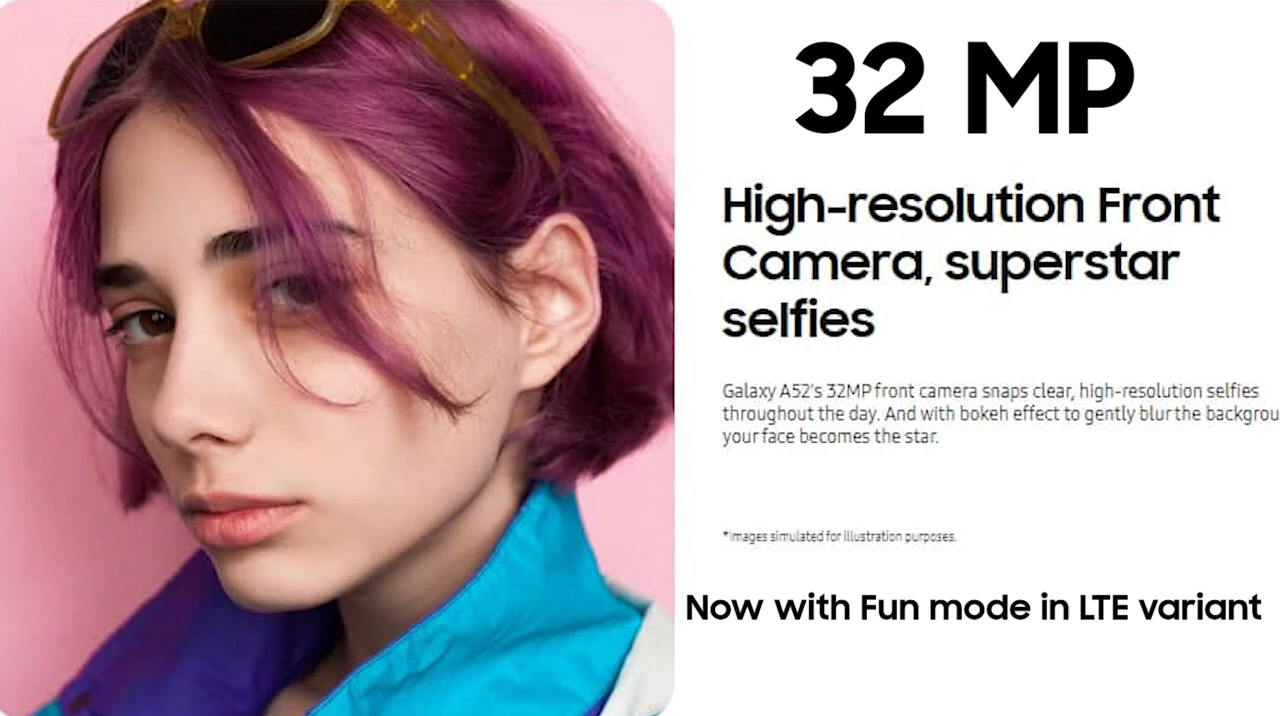 32 MP
High-resolution Front
Camera, superstar
selfies
Galaxy A52's 32MP front camera snaps clear, high-resolution selfies
throughout the day. And with bokeh effect to gently blur the backgrou
your face becomes the star.
*Images simulated for illustration purposes.
Now with Fun mode in LTE variant